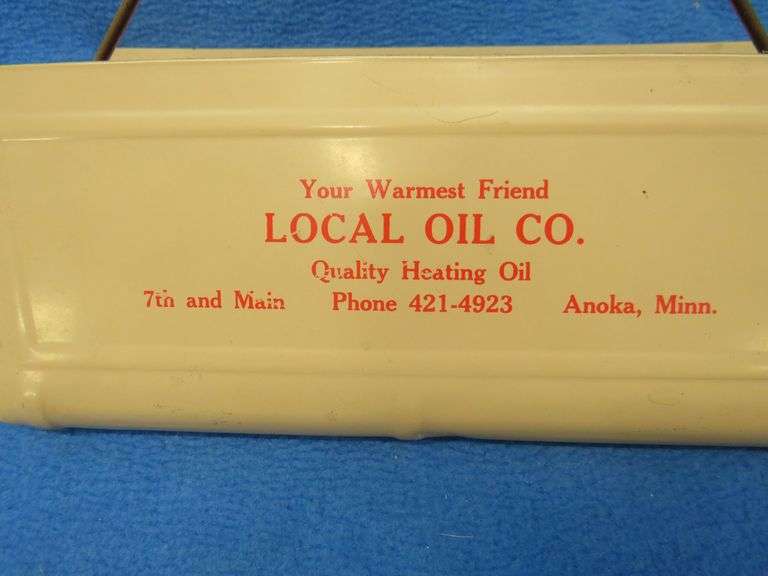 Your Warmest Friend
LOCAL OIL CO.
Quality Heating Oil
7th and Main Phone 421-4923 Anoka, Minn.